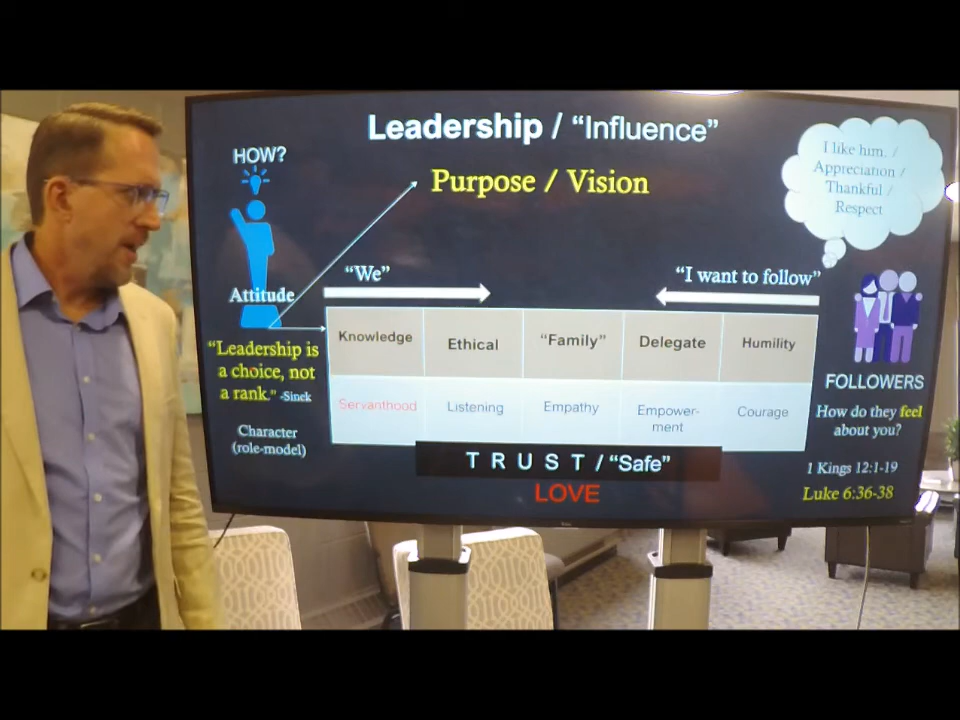 Leadership / “Influence”
HOW?
Purpose / Vision
I like him. /
Appreciation /
Thankful /
Respect
“We”
“I want to follow”
Attitude
Knowledge
Ethical
“Family”
Delegate
Humility
Servanthood
Listening
Empathy
Empower-
ment
Courage
“Leadership is
a choice, not
a rank.” -Sinek
Character
(role-model)
FOLLOWERS
How do they feel
about you?
1 Kings 12:1-19
Luke 6:36-38
T R U S T / “Safe”
LOVE